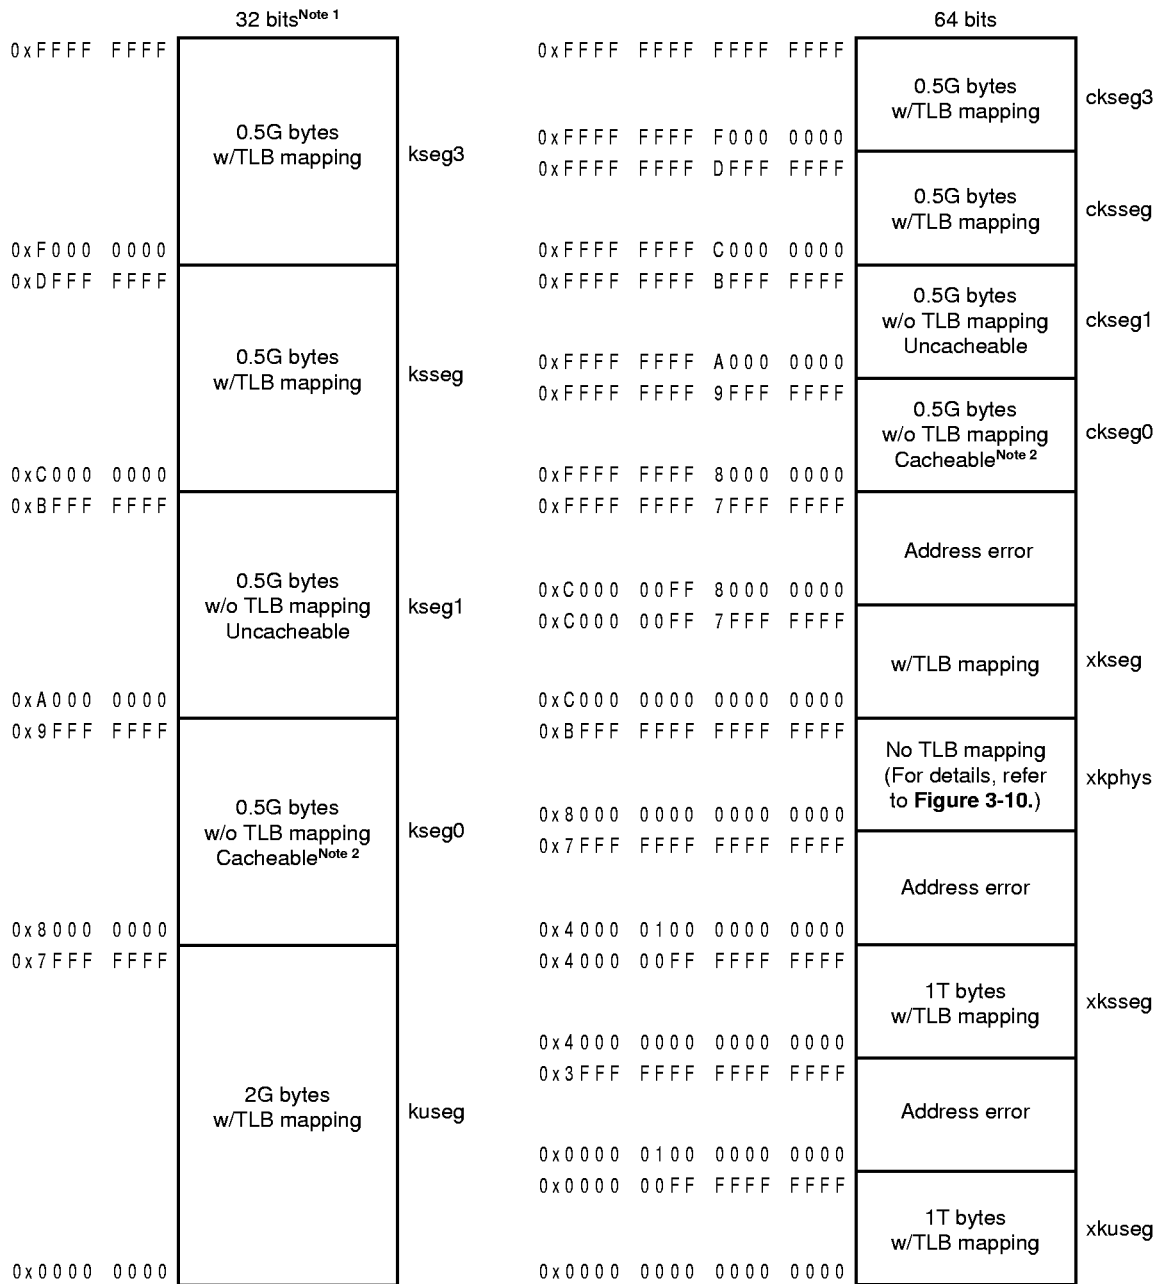 32 bits Note 1
0xFFFF FFFF
0.5G bytes
w/TLB mapping
kseg3
0xF000 0000
0xDFFF FFFF
0.5G bytes
w/TLB mapping
ksseg
0xC000 0000
0xBFFF FFFF
0.5G bytes
w/o TLB mapping
Uncacheable
kseg1
0xA000 0000
0x9FFF FFFF
0.5G bytes
w/o TLB mapping
Cacheable Note 2
kseg0
0x8000 0000
0x7FFF FFFF
2G bytes
w/TLB mapping
kuseg
0x0000 0000
64 bits
0xFFFF FFFF FFFF FFFF
0.5G bytes
w/TLB mapping
ckseg3
0xFFFF FFFF F000 0000
0xFFFF FFFF DFFF FFFF
0.5G bytes
w/TLB mapping
cksseg
0xFFFF FFFF C000 0000
0xFFFF FFFF BFFF FFFF
0.5G bytes
w/o TLB mapping
Uncacheable
ckseg1
0xFFFF FFFF A000 0000
0xFFFF FFFF 9FFF FFFF
0.5G bytes
w/o TLB mapping
Cacheable Note 2
ckseg0
0xFFFF FFFF 8000 0000
0xFFFF FFFF 7FFF FFFF
Address error
0xC000 00FF 8000 0000
0xC000 00FF 7FFF FFFF
w/TLB mapping
xkseg
0xC000 0000 0000 0000
0xBFFF FFFF FFFF FFFF
No TLB mapping
(For details, refer
to Figure 3-10.)
xkphys
0x8000 0000 0000 0000
0x7FFF FFFF FFFF FFFF
Address error
0x4000 0100 0000 0000
0x4000 00FF FFFF FFFF
1T bytes
w/TLB mapping
xksseg
0x4000 0000 0000 0000
0x3FFF FFFF FFFF FFFF
Address error
0x0000 0100 0000 0000
0x0000 00FF FFFF FFFF
1T bytes
w/TLB mapping
xkuseg
0x0000 0000 0000 0000